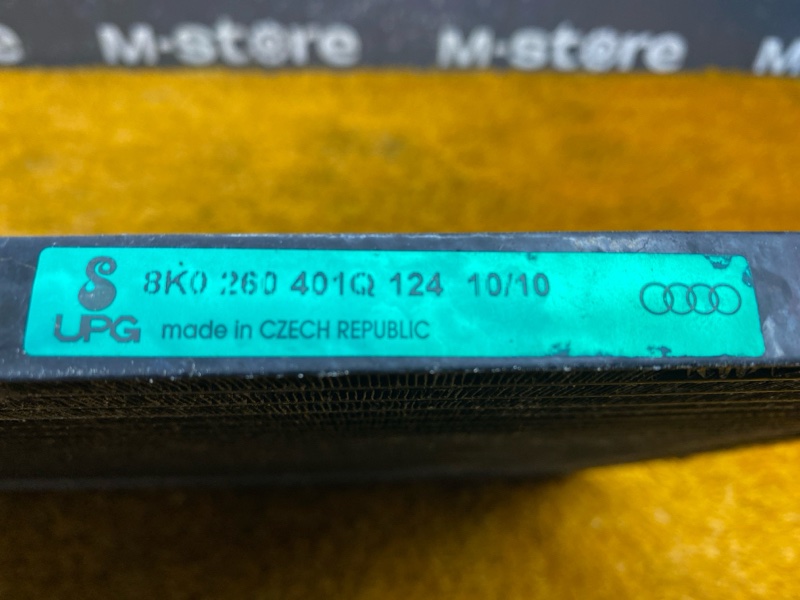 M-store M-store
8K0 260 401Q 124 10/10
UPG made in CZECH REPUBLIC